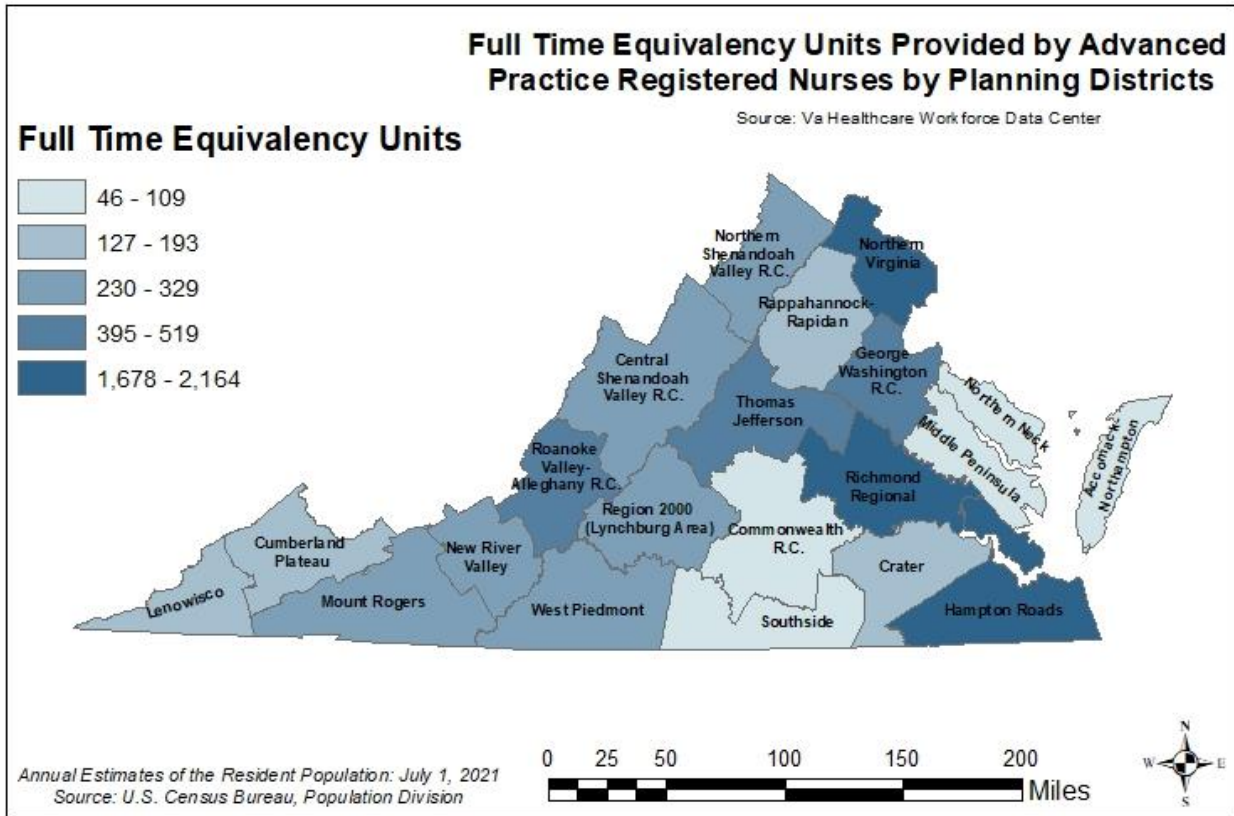 Full Time Equivalency Units Provided by Advanced
Practice Registered Nurses by Planning Districts
Source: Va Healthcare Workforce Data Center
Full Time Equivalency Units
46 - 109
127 - 193
230 - 329
395 - 519
1,678 - 2,164
Northern
Shenandoah
Valley R.C.
Northern
Virginia
Rappahannock-
Rapidan
Central
Shenandoah
Valley R.C.
George
Washington
R.C.
Thomas
Jefferson
Northern Neck
Middle Peninsula
Accomack-
Northampton
Roanoke
Valley-
Alleghany R.C.
Richmond
Regional
Region 2000
(Lynchburg Area)
Commonwealth
R.C.
Cumberland
Plateau
New River
Valley
Crater
Lenowisco
Mount Rogers
West Piedmont
Southside
Hampton Roads
Annual Estimates of the Resident Population: July 1, 2021
Source: U.S. Census Bureau, Population Division
0 25 50 100 150 200
Miles
N
W E
S